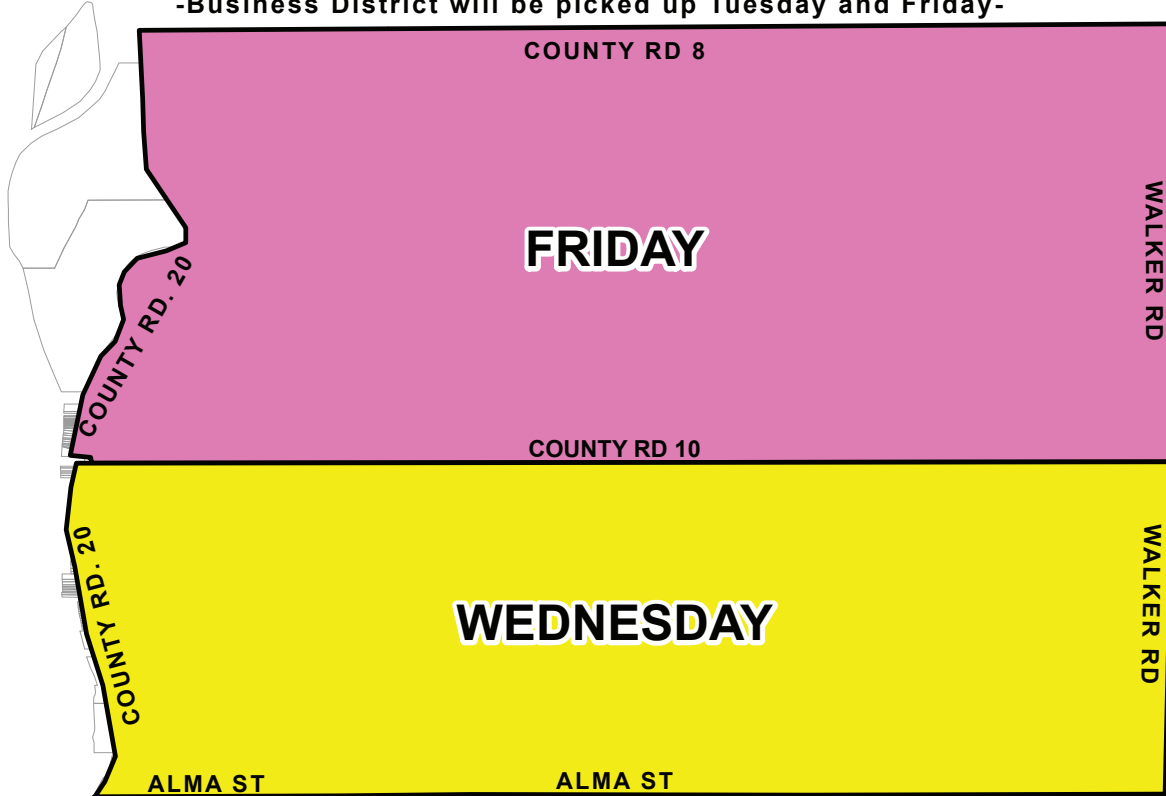 -Business District will be picked up Tuesday and Friday-
COUNTY RD 8
WALKER RD
FRIDAY
COUNTY RD. 20
COUNTY RD 10
COUNTY RD. 20
WALKER RD
WEDNESDAY
ALMA ST
ALMA ST